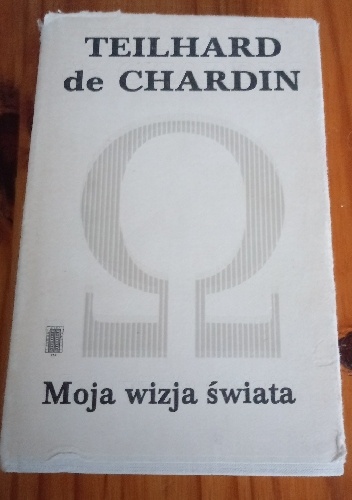 TEILHARD
de CHARDIN
Ω
Moja wizja świata